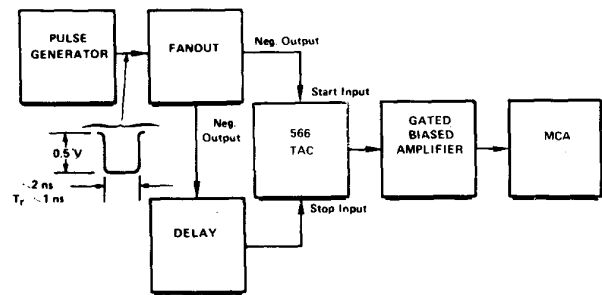 PULSE
GENERATOR
FANOUT
Neg. Output
Start Input
Neg.
Output
0.5 V
~2 ns
Tr ~1 ns
566
TAC
GATED
BIASED
AMPLIFIER
MCA
Stop Input
DELAY